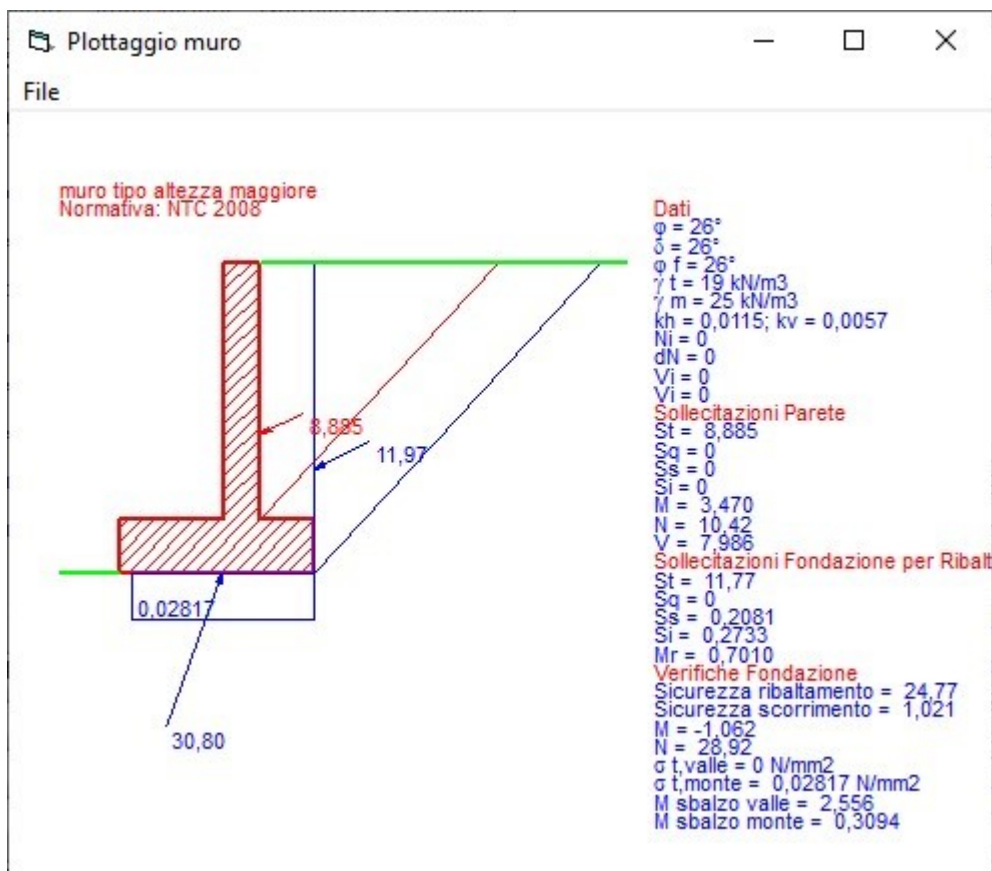 Plottaggio muro
File
muro tipo altezza maggiore
Normativa: NTC 2008
8,885
11,97
0,02817
30,80
Dati
φ = 26°
δ = 26°
φ f = 26°
γ t = 19 kN/m3
γ m = 25 kN/m3
kh = 0,0115; kv = 0,0057
Ni = 0
dN = 0
Vi = 0
Vi = 0
Sollecitazioni Parete
St = 8,885
Sq = 0
Ss = 0
Si = 0
M = 3,470
N = 10,42
V = 7,986
Sollecitazioni Fondazione per Ribalt
St = 11,77
Sq = 0
Ss = 0,2081
Si = 0,2733
Mr = 0,7010
Verifiche Fondazione
Sicurezza ribaltamento = 24,77
Sicurezza scorrimento = 1,021
M = -1,062
N = 28,92
σ t,valle = 0 N/mm2
σ t,monte = 0,02817 N/mm2
M sbalzo valle = 2,556
M sbalzo monte = 0,3094